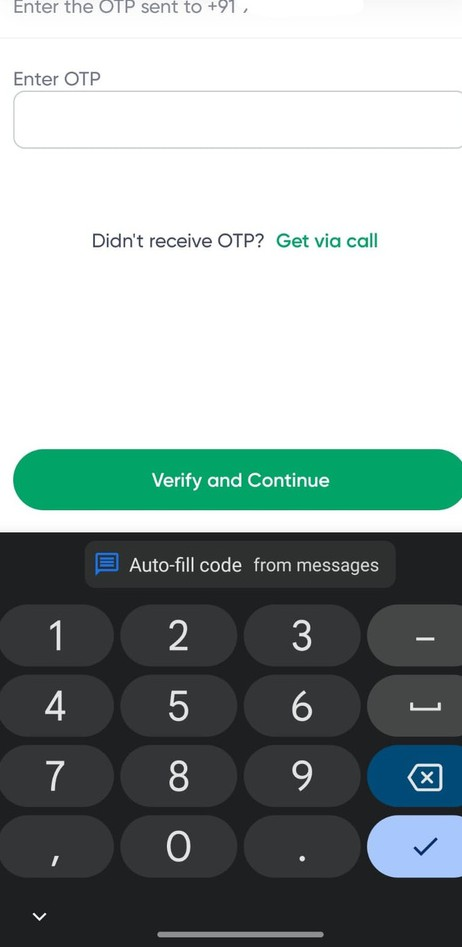 Enter the OTP sent to +91
Enter OTP
Didn't receive OTP? Get via call
Verify and Continue
Auto-fill code from messages
1 2 3 –
4 5 6
7 8 9
, 0 .